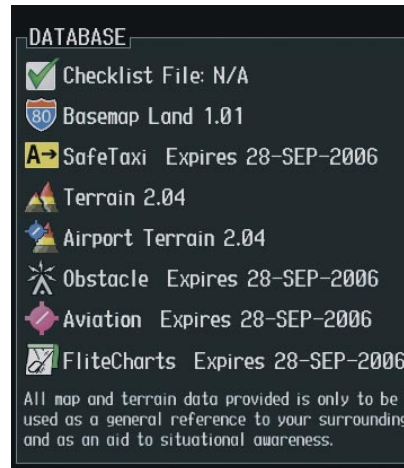 DATABASE
Checklist File: N/A
80 Basemap Land 1.01
A→ SafeTaxi Expires 28-SEP-2006
Terrain 2.04
Airport Terrain 2.04
Obstacle Expires 28-SEP-2006
Aviation Expires 28-SEP-2006
FliteCharts Expires 28-SEP-2006
All map and terrain data provided is only to be
used as a general reference to your surrounding
and as an aid to situational awareness.